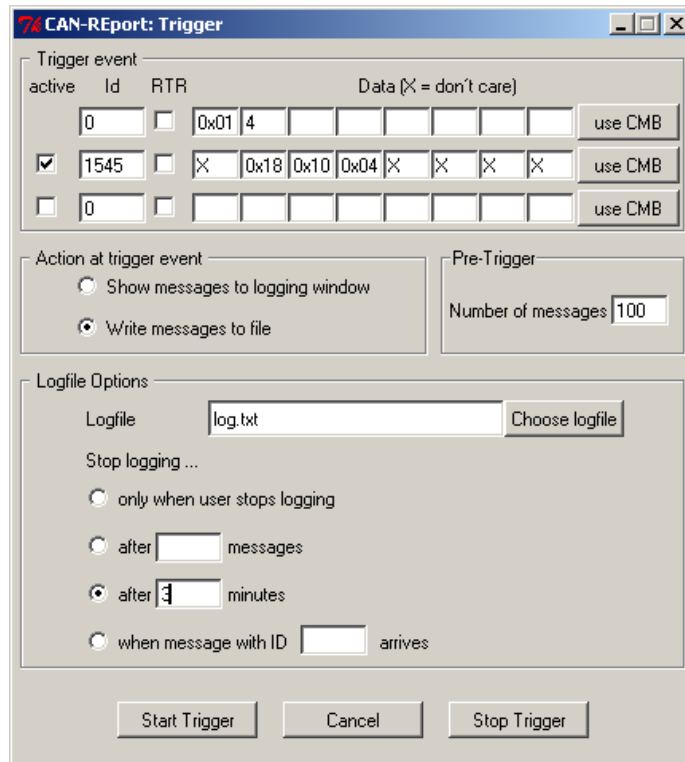 CAN-REport: Trigger
Trigger event
active Id RTR Data (X = don´t care)
0 0x01 4 use CMB
1545 X 0x18 0x10 0x04 X X X X use CMB
0 use CMB
Action at trigger event
Show messages to logging window
Write messages to file
Pre-Trigger
Number of messages 100
Logfile Options
Logfile log.txt Choose logfile
Stop logging ...
only when user stops logging
after messages
after 3 minutes
when message with ID arrives
Start Trigger Cancel Stop Trigger